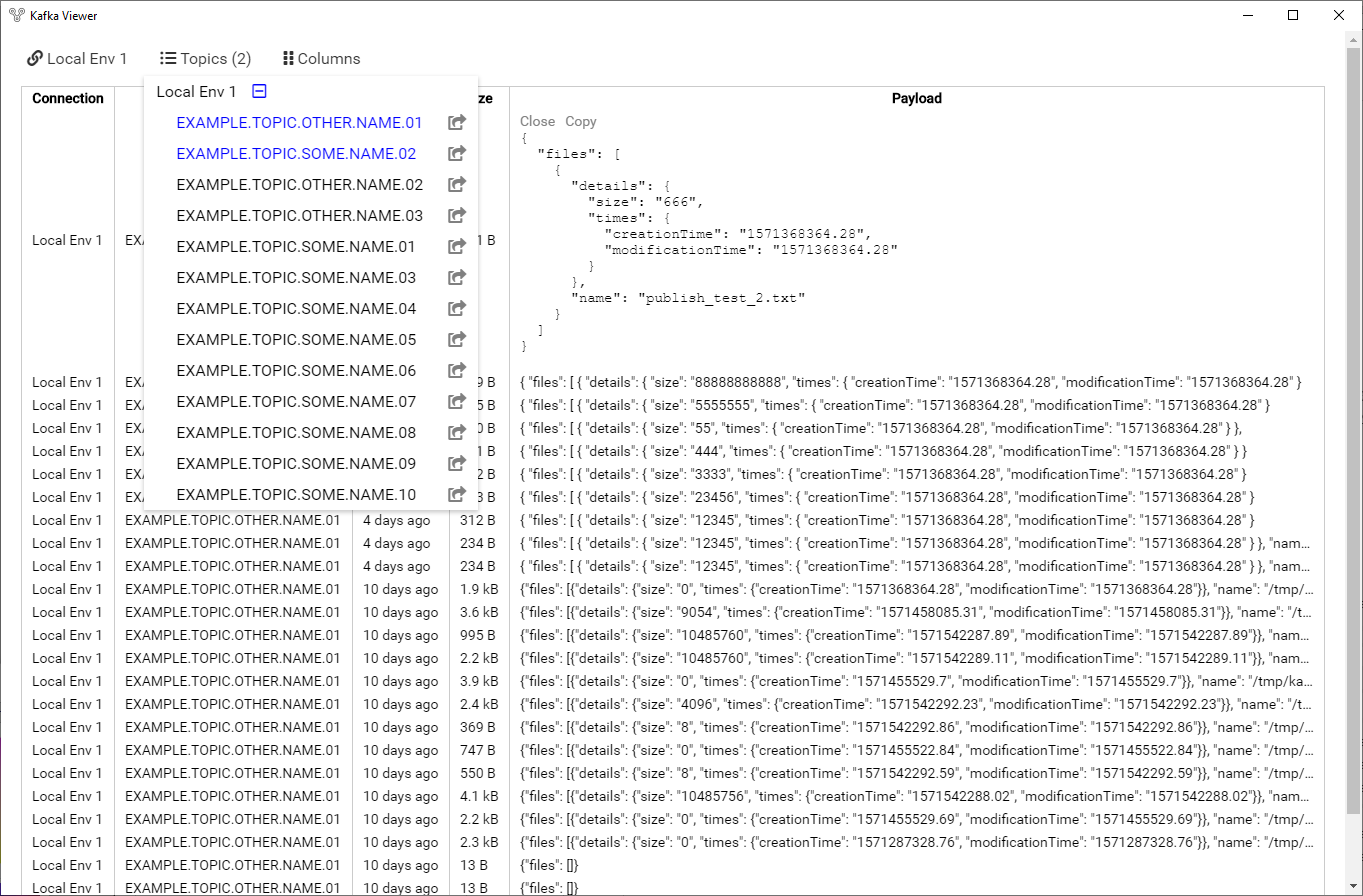 Kafka Viewer
Local Env 1 Topics (2) Columns
Local Env 1
EXAMPLE.TOPIC.OTHER.NAME.01
EXAMPLE.TOPIC.SOME.NAME.02
EXAMPLE.TOPIC.OTHER.NAME.02
EXAMPLE.TOPIC.OTHER.NAME.03
EXAMPLE.TOPIC.SOME.NAME.01
EXAMPLE.TOPIC.SOME.NAME.03
EXAMPLE.TOPIC.SOME.NAME.04
EXAMPLE.TOPIC.SOME.NAME.05
EXAMPLE.TOPIC.SOME.NAME.06
EXAMPLE.TOPIC.SOME.NAME.07
EXAMPLE.TOPIC.SOME.NAME.08
EXAMPLE.TOPIC.SOME.NAME.09
EXAMPLE.TOPIC.SOME.NAME.10
Connection ze Payload
Close Copy
{
"files": [
{
"details": {
"size": "666",
"times": {
"creationTime": "1571368364.28",
"modificationTime": "1571368364.28"
}
},
"name": "publish_test_2.txt"
}
]
}
Local Env 1 EX 1 B
Local Env 1 EX 9 B { "files": [ { "details": { "size": "88888888888", "times": { "creationTime": "1571368364.28", "modificationTime": "1571368364.28" }
Local Env 1 EX 5 B { "files": [ { "details": { "size": "5555555", "times": { "creationTime": "1571368364.28", "modificationTime": "1571368364.28" }
Local Env 1 EX 0 B { "files": [ { "details": { "size": "55", "times": { "creationTime": "1571368364.28", "modificationTime": "1571368364.28" } },
Local Env 1 EX 1 B { "files": [ { "details": { "size": "444", "times": { "creationTime": "1571368364.28", "modificationTime": "1571368364.28" } }
Local Env 1 EX 2 B { "files": [ { "details": { "size": "3333", "times": { "creationTime": "1571368364.28", "modificationTime": "1571368364.28" }
Local Env 1 EX 3 B { "files": [ { "details": { "size": "23456", "times": { "creationTime": "1571368364.28", "modificationTime": "1571368364.28" }
Local Env 1 EXAMPLE.TOPIC.OTHER.NAME.01 4 days ago 312 B { "files": [ { "details": { "size": "12345", "times": { "creationTime": "1571368364.28", "modificationTime": "1571368364.28" }
Local Env 1 EXAMPLE.TOPIC.OTHER.NAME.01 4 days ago 234 B { "files": [ { "details": { "size": "12345", "times": { "creationTime": "1571368364.28", "modificationTime": "1571368364.28" } }, "nam...
Local Env 1 EXAMPLE.TOPIC.OTHER.NAME.01 4 days ago 234 B { "files": [ { "details": { "size": "12345", "times": { "creationTime": "1571368364.28", "modificationTime": "1571368364.28" } }, "nam...
Local Env 1 EXAMPLE.TOPIC.OTHER.NAME.01 10 days ago 1.9 kB {"files": [{"details": {"size": "0", "times": {"creationTime": "1571368364.28", "modificationTime": "1571368364.28"}}, "name": "/tmp/...
Local Env 1 EXAMPLE.TOPIC.OTHER.NAME.01 10 days ago 3.6 kB {"files": [{"details": {"size": "9054", "times": {"creationTime": "1571458085.31", "modificationTime": "1571458085.31"}}, "name": "/t...
Local Env 1 EXAMPLE.TOPIC.OTHER.NAME.01 10 days ago 995 B {"files": [{"details": {"size": "10485760", "times": {"creationTime": "1571542287.89", "modificationTime": "1571542287.89"}}, "nam...
Local Env 1 EXAMPLE.TOPIC.OTHER.NAME.01 10 days ago 2.2 kB {"files": [{"details": {"size": "10485760", "times": {"creationTime": "1571542289.11", "modificationTime": "1571542289.11"}}, "nam...
Local Env 1 EXAMPLE.TOPIC.OTHER.NAME.01 10 days ago 3.9 kB {"files": [{"details": {"size": "0", "times": {"creationTime": "1571455529.7", "modificationTime": "1571455529.7"}}, "name": "/tmp/ka...
Local Env 1 EXAMPLE.TOPIC.OTHER.NAME.01 10 days ago 2.4 kB {"files": [{"details": {"size": "4096", "times": {"creationTime": "1571542292.23", "modificationTime": "1571542292.23"}}, "name": "/t...
Local Env 1 EXAMPLE.TOPIC.OTHER.NAME.01 10 days ago 369 B {"files": [{"details": {"size": "8", "times": {"creationTime": "1571542292.86", "modificationTime": "1571542292.86"}}, "name": "/tmp/...
Local Env 1 EXAMPLE.TOPIC.OTHER.NAME.01 10 days ago 747 B {"files": [{"details": {"size": "0", "times": {"creationTime": "1571455522.84", "modificationTime": "1571455522.84"}}, "name": "/tmp/...
Local Env 1 EXAMPLE.TOPIC.OTHER.NAME.01 10 days ago 550 B {"files": [{"details": {"size": "8", "times": {"creationTime": "1571542292.59", "modificationTime": "1571542292.59"}}, "name": "/tmp/...
Local Env 1 EXAMPLE.TOPIC.OTHER.NAME.01 10 days ago 4.1 kB {"files": [{"details": {"size": "10485756", "times": {"creationTime": "1571542288.02", "modificationTime": "1571542288.02"}}, "nam...
Local Env 1 EXAMPLE.TOPIC.OTHER.NAME.01 10 days ago 2.2 kB {"files": [{"details": {"size": "0", "times": {"creationTime": "1571455529.69", "modificationTime": "1571455529.69"}}, "name": "/tmp/...
Local Env 1 EXAMPLE.TOPIC.OTHER.NAME.01 10 days ago 2.3 kB {"files": [{"details": {"size": "0", "times": {"creationTime": "1571287328.76", "modificationTime": "1571287328.76"}}, "name": "/tmp/...
Local Env 1 EXAMPLE.TOPIC.OTHER.NAME.01 10 days ago 13 B {"files": []}
Local Env 1 EXAMPLE.TOPIC.OTHER.NAME.01 10 days ago 13 B {"files": []}